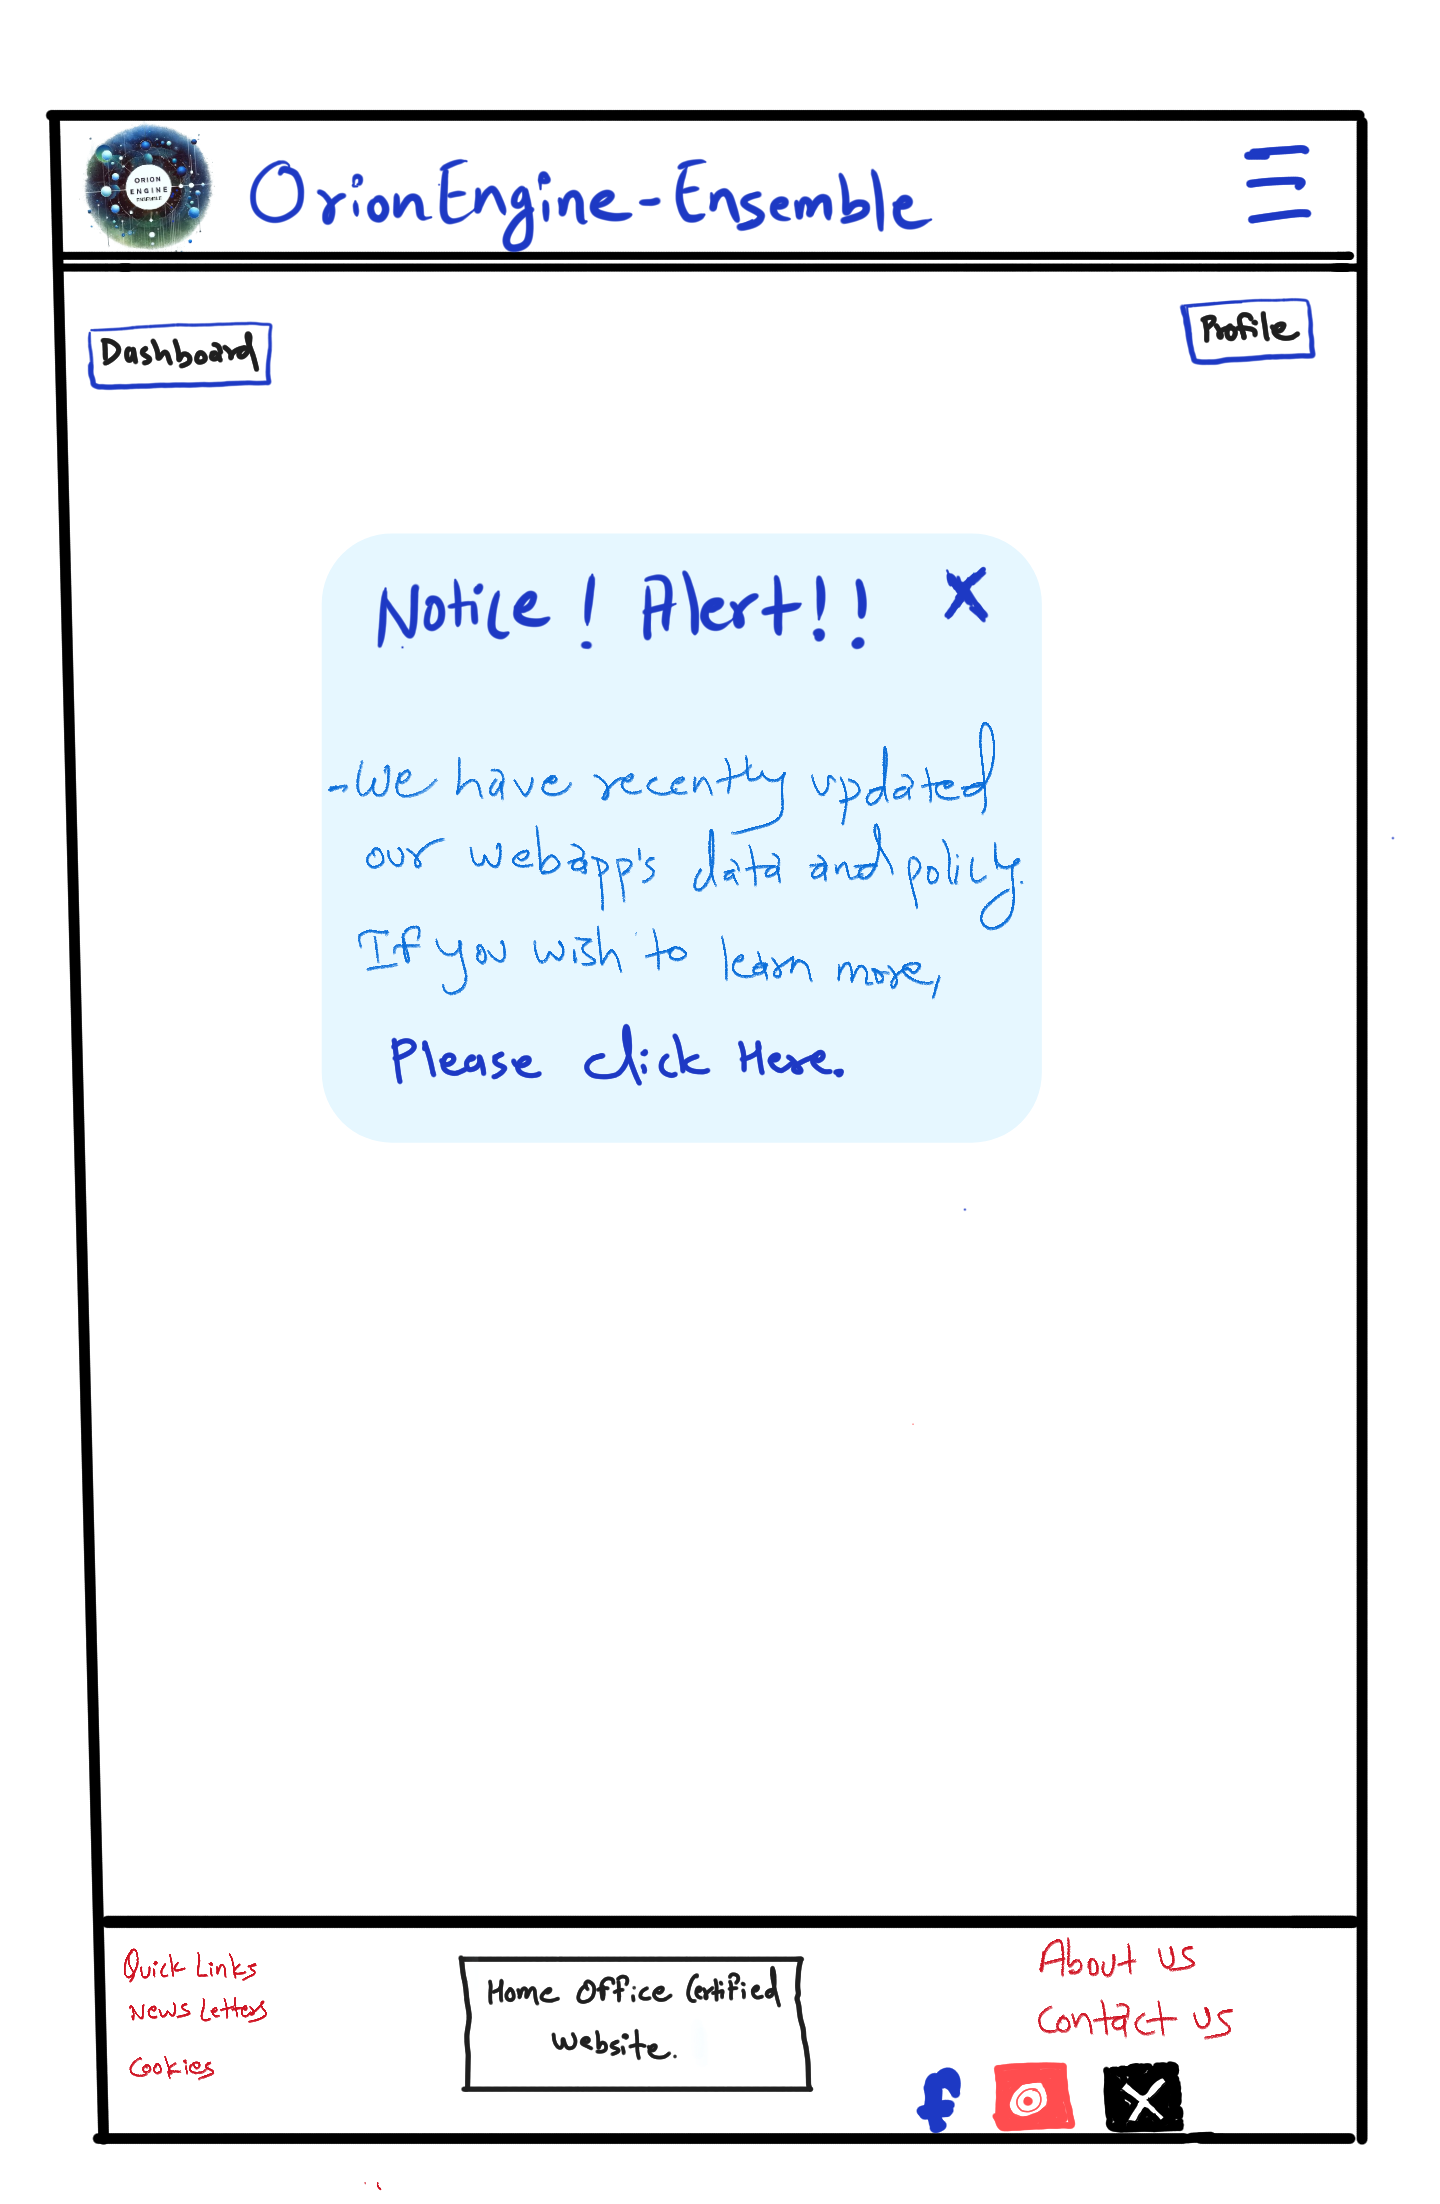 ORION
ENGINE
ENSEMBLE
OrionEngine-Ensemble
Dashboard
Profile
Notice! Alert!! X
-We have recently updated
our webapp's data and policy.
If you wish to learn more,
Please click Here.
Quick Links
News Letters
Cookies
Home Office Certified
Website.
About us
Contact us
f
X